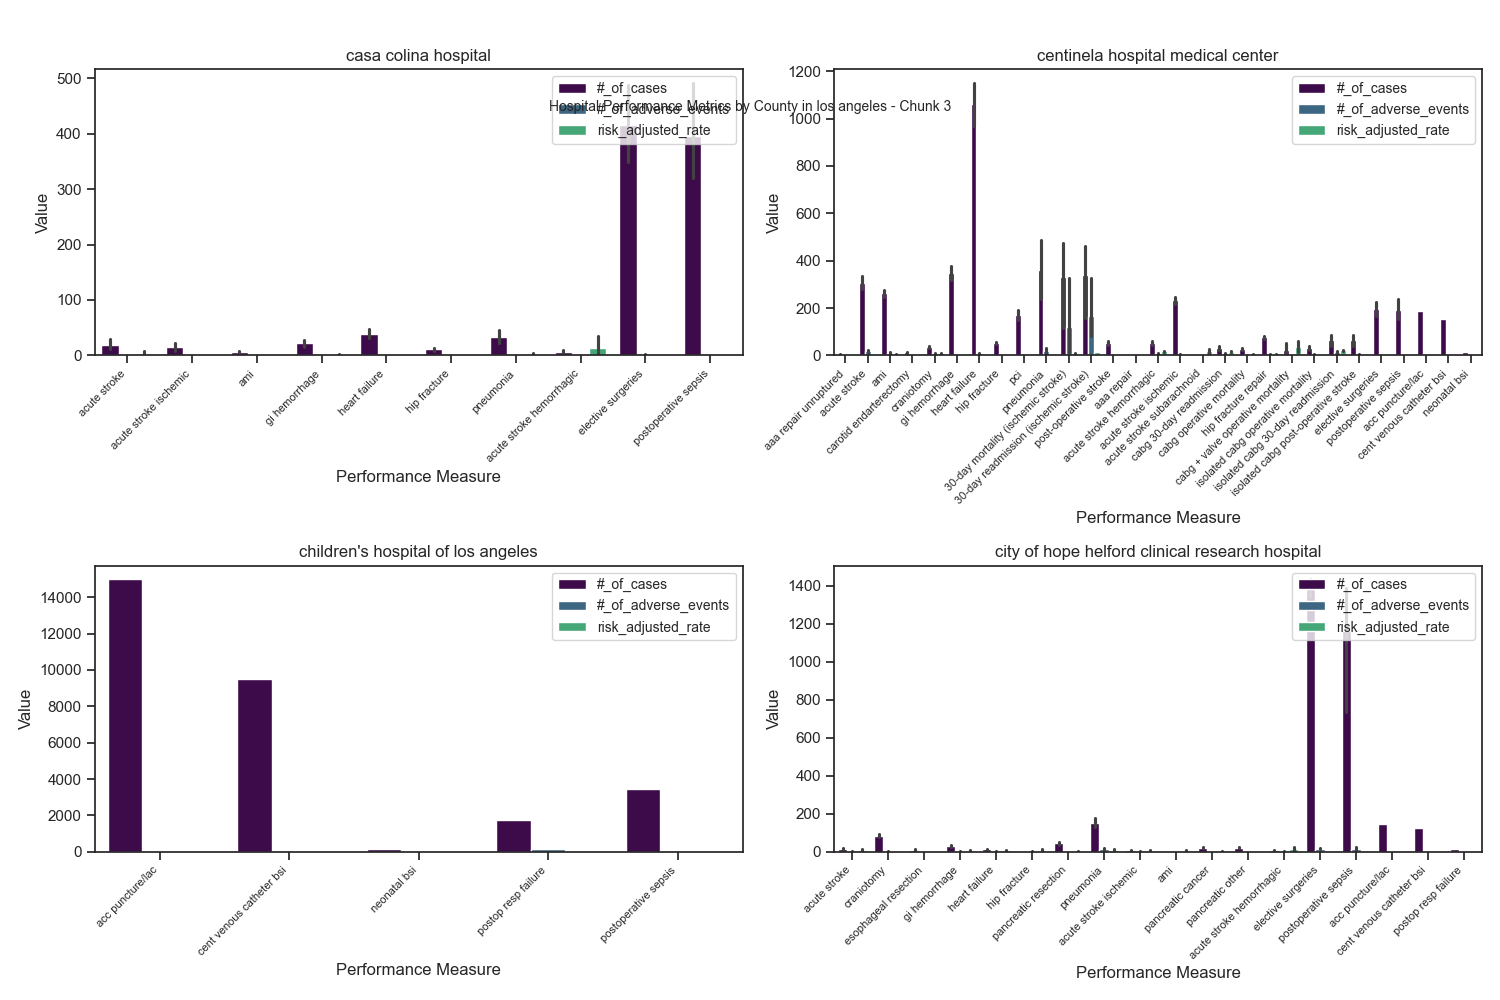 casa colina hospital
500
400
300
200
100
0
Value
#_of_cases
#_of_adverse_events
risk_adjusted_rate
Hospital Performance Metrics by County in los angeles - Chunk 3
acute stroke
acute stroke ischemic
ami
gi hemorrhage
heart failure
hip fracture
pneumonia
acute stroke hemorrhagic
elective surgeries
postoperative sepsis
Performance Measure
centinela hospital medical center
1200
1000
800
600
400
200
0
Value
#_of_cases
#_of_adverse_events
risk_adjusted_rate
aaa repair unruptured
acute stroke
ami
carotid endarterectomy
craniotomy
gi hemorrhage
heart failure
hip fracture
pci
pneumonia
30-day mortality (ischemic stroke)
30-day readmission (ischemic stroke)
post-operative stroke
aaa repair
acute stroke hemorrhagic
acute stroke ischemic
acute stroke subarachnoid
cabg 30-day readmission
cabg operative mortality
hip fracture repair
cabg + valve operative mortality
isolated cabg operative mortality
isolated cabg 30-day readmission
isolated cabg post-operative stroke
elective surgeries
postoperative sepsis
acc puncture/lac
cent venous catheter bsi
neonatal bsi
Performance Measure
children's hospital of los angeles
14000
12000
10000
8000
6000
4000
2000
0
Value
#_of_cases
#_of_adverse_events
risk_adjusted_rate
acc puncture/lac
cent venous catheter bsi
neonatal bsi
postop resp failure
postoperative sepsis
Performance Measure
city of hope helford clinical research hospital
1400
1200
1000
800
600
400
200
0
Value
#_of_cases
#_of_adverse_events
risk_adjusted_rate
acute stroke
craniotomy
esophageal resection
gi hemorrhage
heart failure
hip fracture
pancreatic resection
pneumonia
acute stroke ischemic
ami
pancreatic cancer
pancreatic other
acute stroke hemorrhagic
elective surgeries
postoperative sepsis
acc puncture/lac
cent venous catheter bsi
postop resp failure
Performance Measure